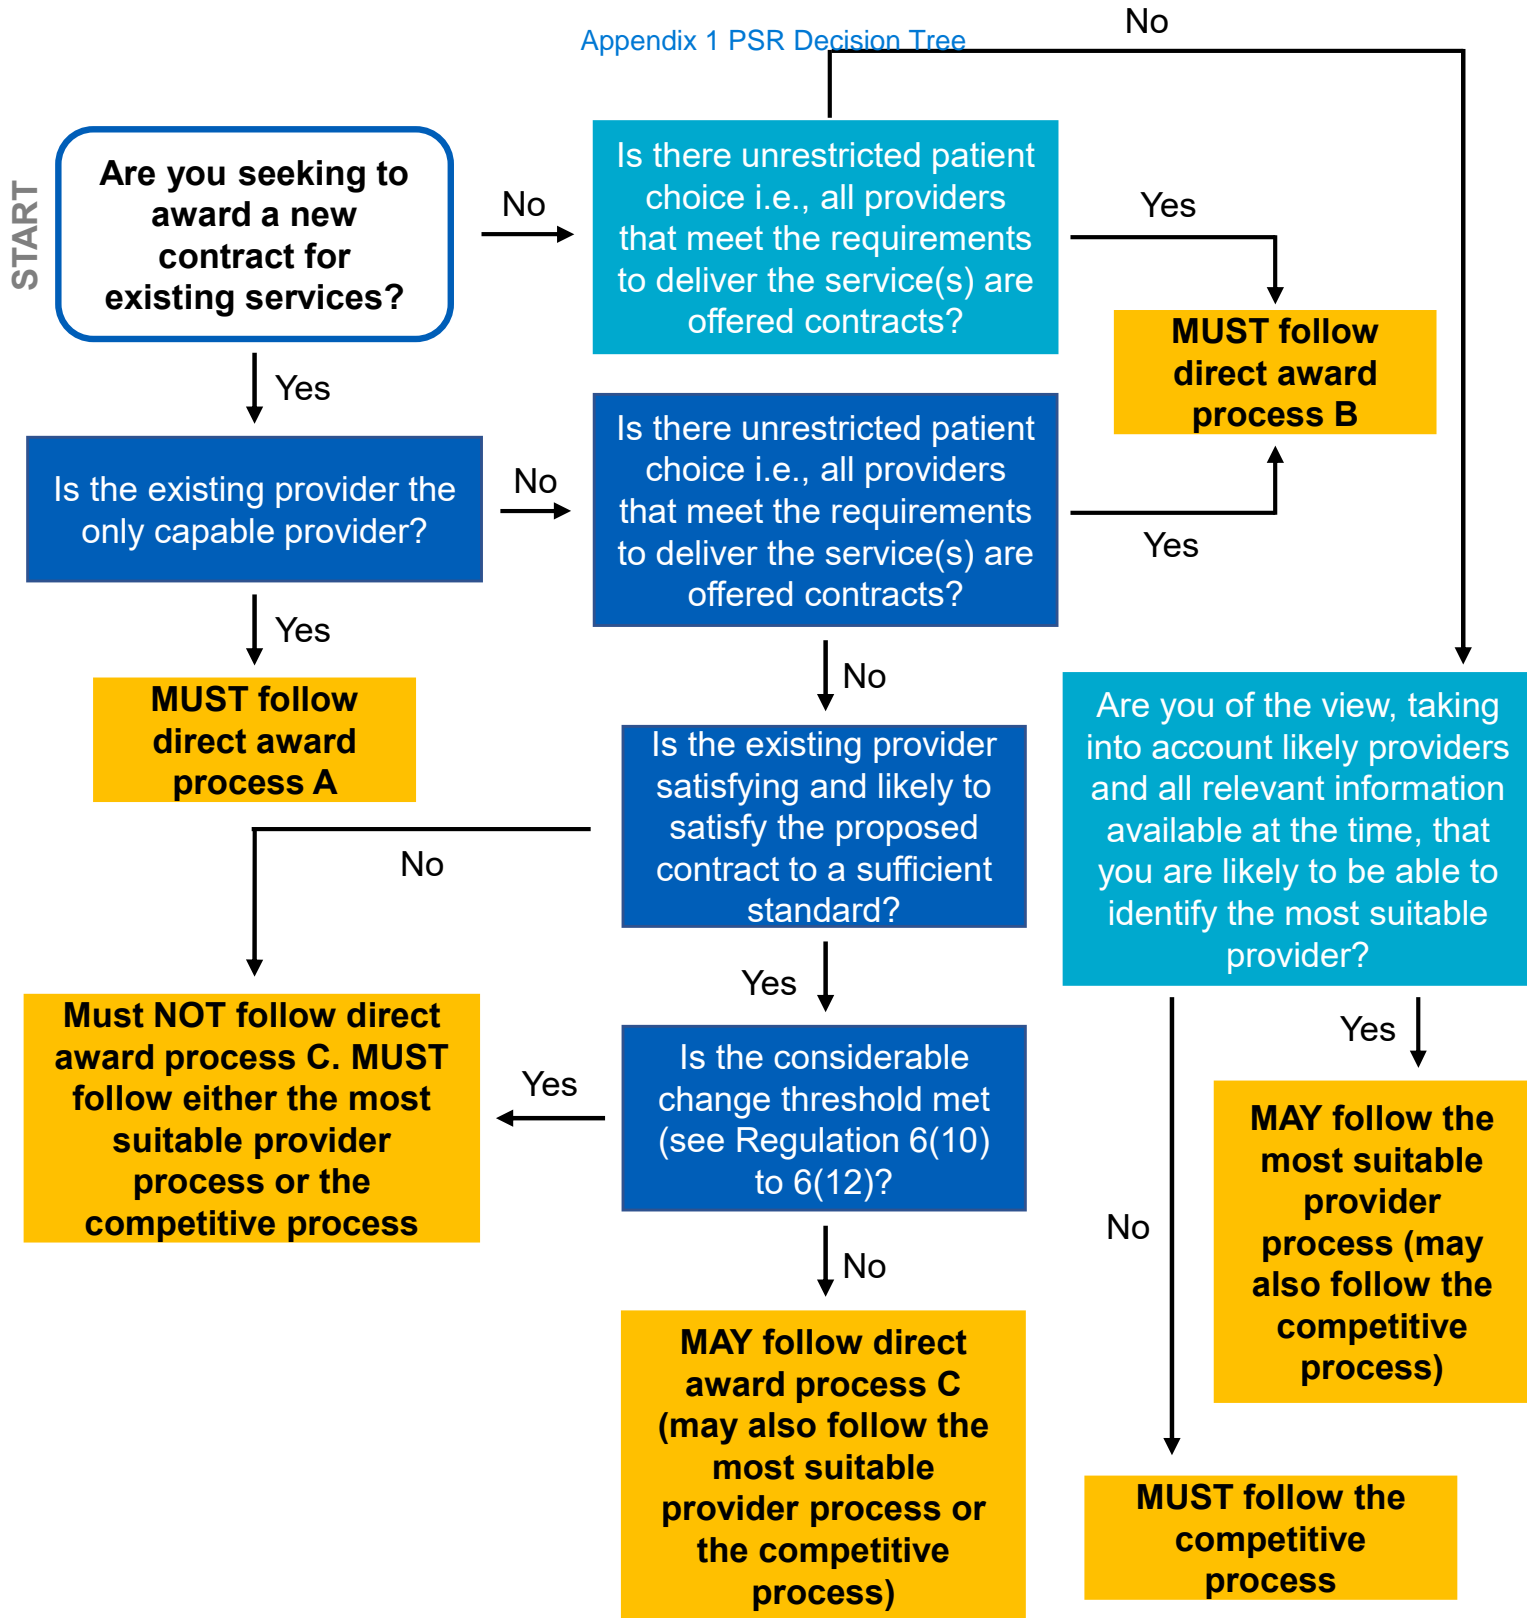 Appendix 1 PSR Decision Tree
No
START
Are you seeking to
award a new
contract for
existing services?
No
Is there unrestricted patient
choice i.e., all providers
that meet the requirements
to deliver the service(s) are
offered contracts?
Yes
MUST follow
direct award
process B
Yes
Is the existing provider the
only capable provider?
No
Is there unrestricted patient
choice i.e., all providers
that meet the requirements
to deliver the service(s) are
offered contracts?
Yes
Yes
MUST follow
direct award
process A
No
Is the existing provider
satisfying and likely to
satisfy the proposed
contract to a sufficient
standard?
No
Are you of the view, taking
into account likely providers
and all relevant information
available at the time, that
you are likely to be able to
identify the most suitable
provider?
Yes
Must NOT follow direct
award process C. MUST
follow either the most
suitable provider
process or the
competitive process
Yes
Is the considerable
change threshold met
(see Regulation 6(10)
to 6(12)?
No
MAY follow direct
award process C
(may also follow the
most suitable
provider process or
the competitive
process)
Yes
MAY follow the
most suitable
provider
process (may
also follow the
competitive
process)
No
MUST follow the
competitive
process